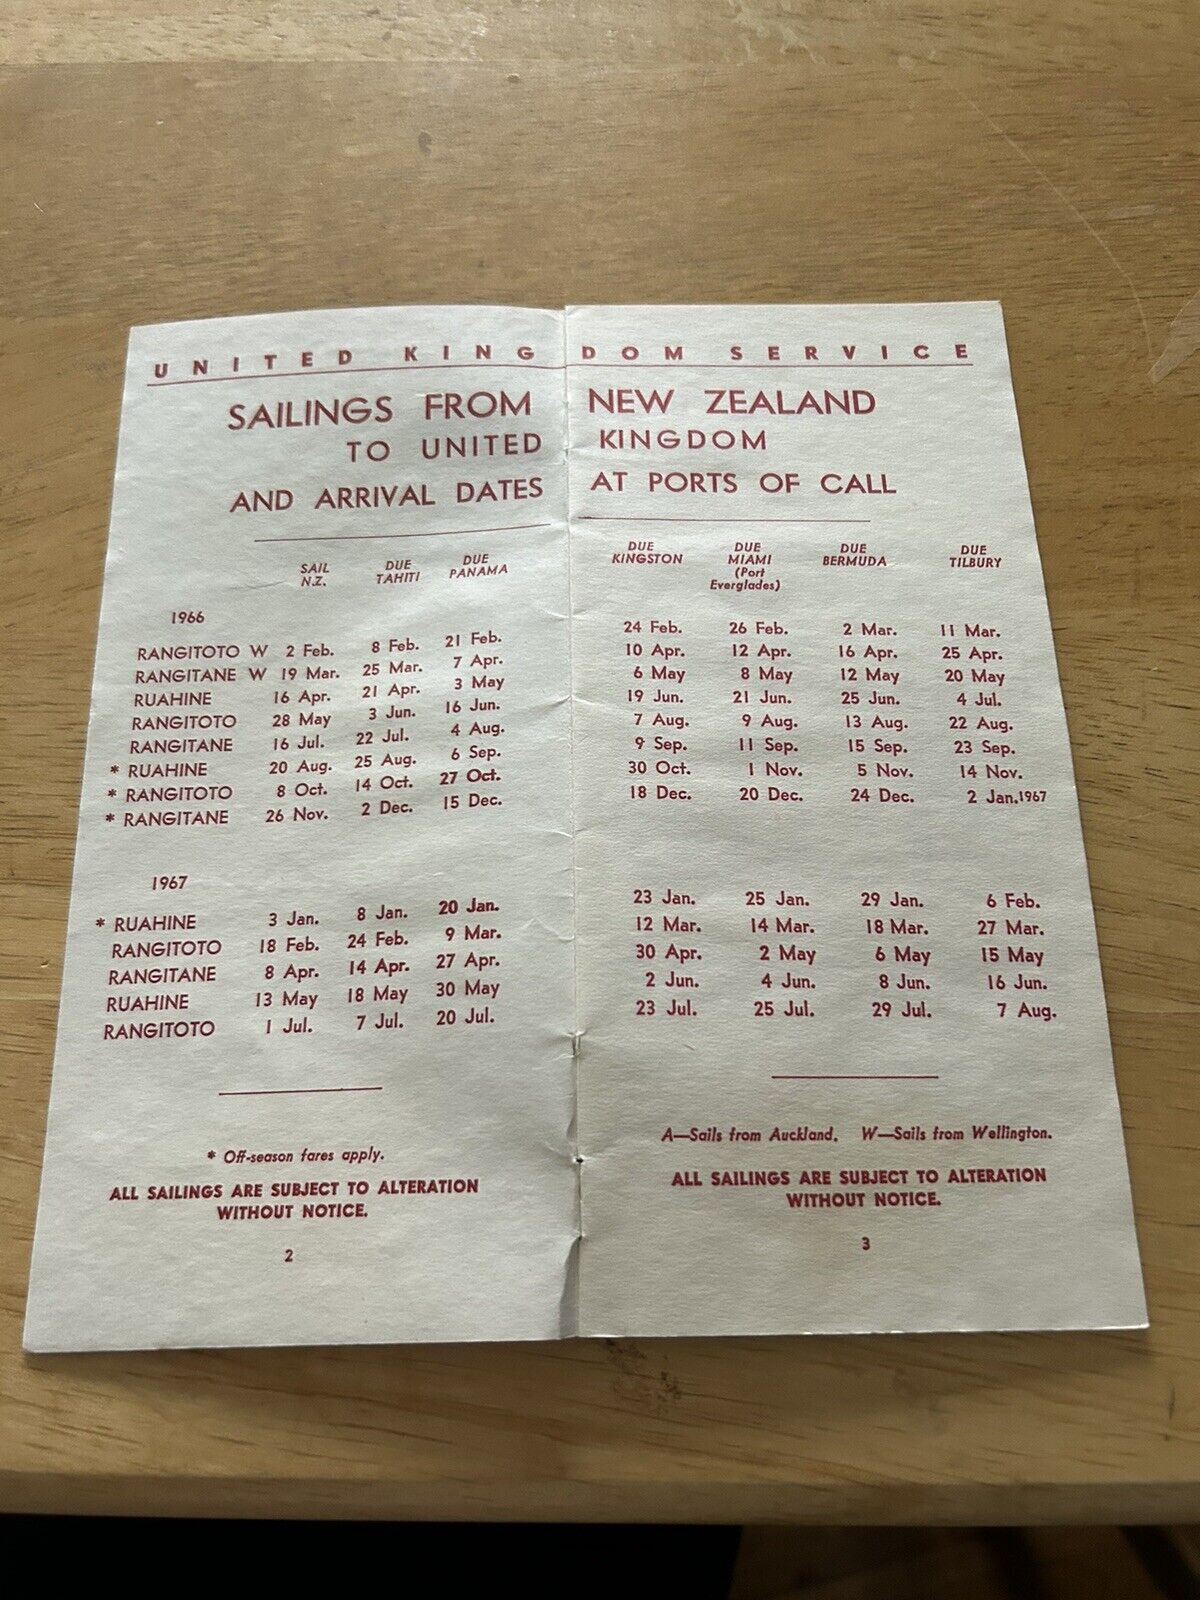 UNITED KINGDOM SERVICE
SAILINGS FROM NEW ZEALAND
TO UNITED KINGDOM
AND ARRIVAL DATES AT PORTS OF CALL
SAIL N.Z. DUE TAHITI DUE PANAMA DUE KINGSTON DUE MIAMI (Port Everglades) DUE BERMUDA DUE TILBURY
1966
RANGITOTO W 2 Feb. 8 Feb. 21 Feb. 24 Feb. 26 Feb. 2 Mar. 11 Mar.
RANGITANE W 19 Mar. 25 Mar. 7 Apr. 10 Apr. 12 Apr. 16 Apr. 25 Apr.
RUAHINE 16 Apr. 21 Apr. 3 May 6 May 8 May 12 May 20 May
RANGITOTO 28 May 3 Jun. 16 Jun. 19 Jun. 21 Jun. 25 Jun. 4 Jul.
RANGITANE 16 Jul. 22 Jul. 4 Aug. 7 Aug. 9 Aug. 13 Aug. 22 Aug.
* RUAHINE 20 Aug. 25 Aug. 6 Sep. 9 Sep. 11 Sep. 15 Sep. 23 Sep.
* RANGITOTO 8 Oct. 14 Oct. 27 Oct. 30 Oct. 1 Nov. 5 Nov. 14 Nov.
* RANGITANE 26 Nov. 2 Dec. 15 Dec. 18 Dec. 20 Dec. 24 Dec. 2 Jan. 1967
1967
* RUAHINE 3 Jan. 8 Jan. 20 Jan. 23 Jan. 25 Jan. 29 Jan. 6 Feb.
RANGITOTO 18 Feb. 24 Feb. 9 Mar. 12 Mar. 14 Mar. 18 Mar. 27 Mar.
RANGITANE 8 Apr. 14 Apr. 27 Apr. 30 Apr. 2 May 6 May 15 May
RUAHINE 13 May 18 May 30 May 2 Jun. 4 Jun. 8 Jun. 16 Jun.
RANGITOTO 1 Jul. 7 Jul. 20 Jul. 23 Jul. 25 Jul. 29 Jul. 7 Aug.
* Off-season fares apply.
ALL SAILINGS ARE SUBJECT TO ALTERATION
WITHOUT NOTICE.
2
A—Sails from Auckland. W—Sails from Wellington.
ALL SAILINGS ARE SUBJECT TO ALTERATION
WITHOUT NOTICE.
3